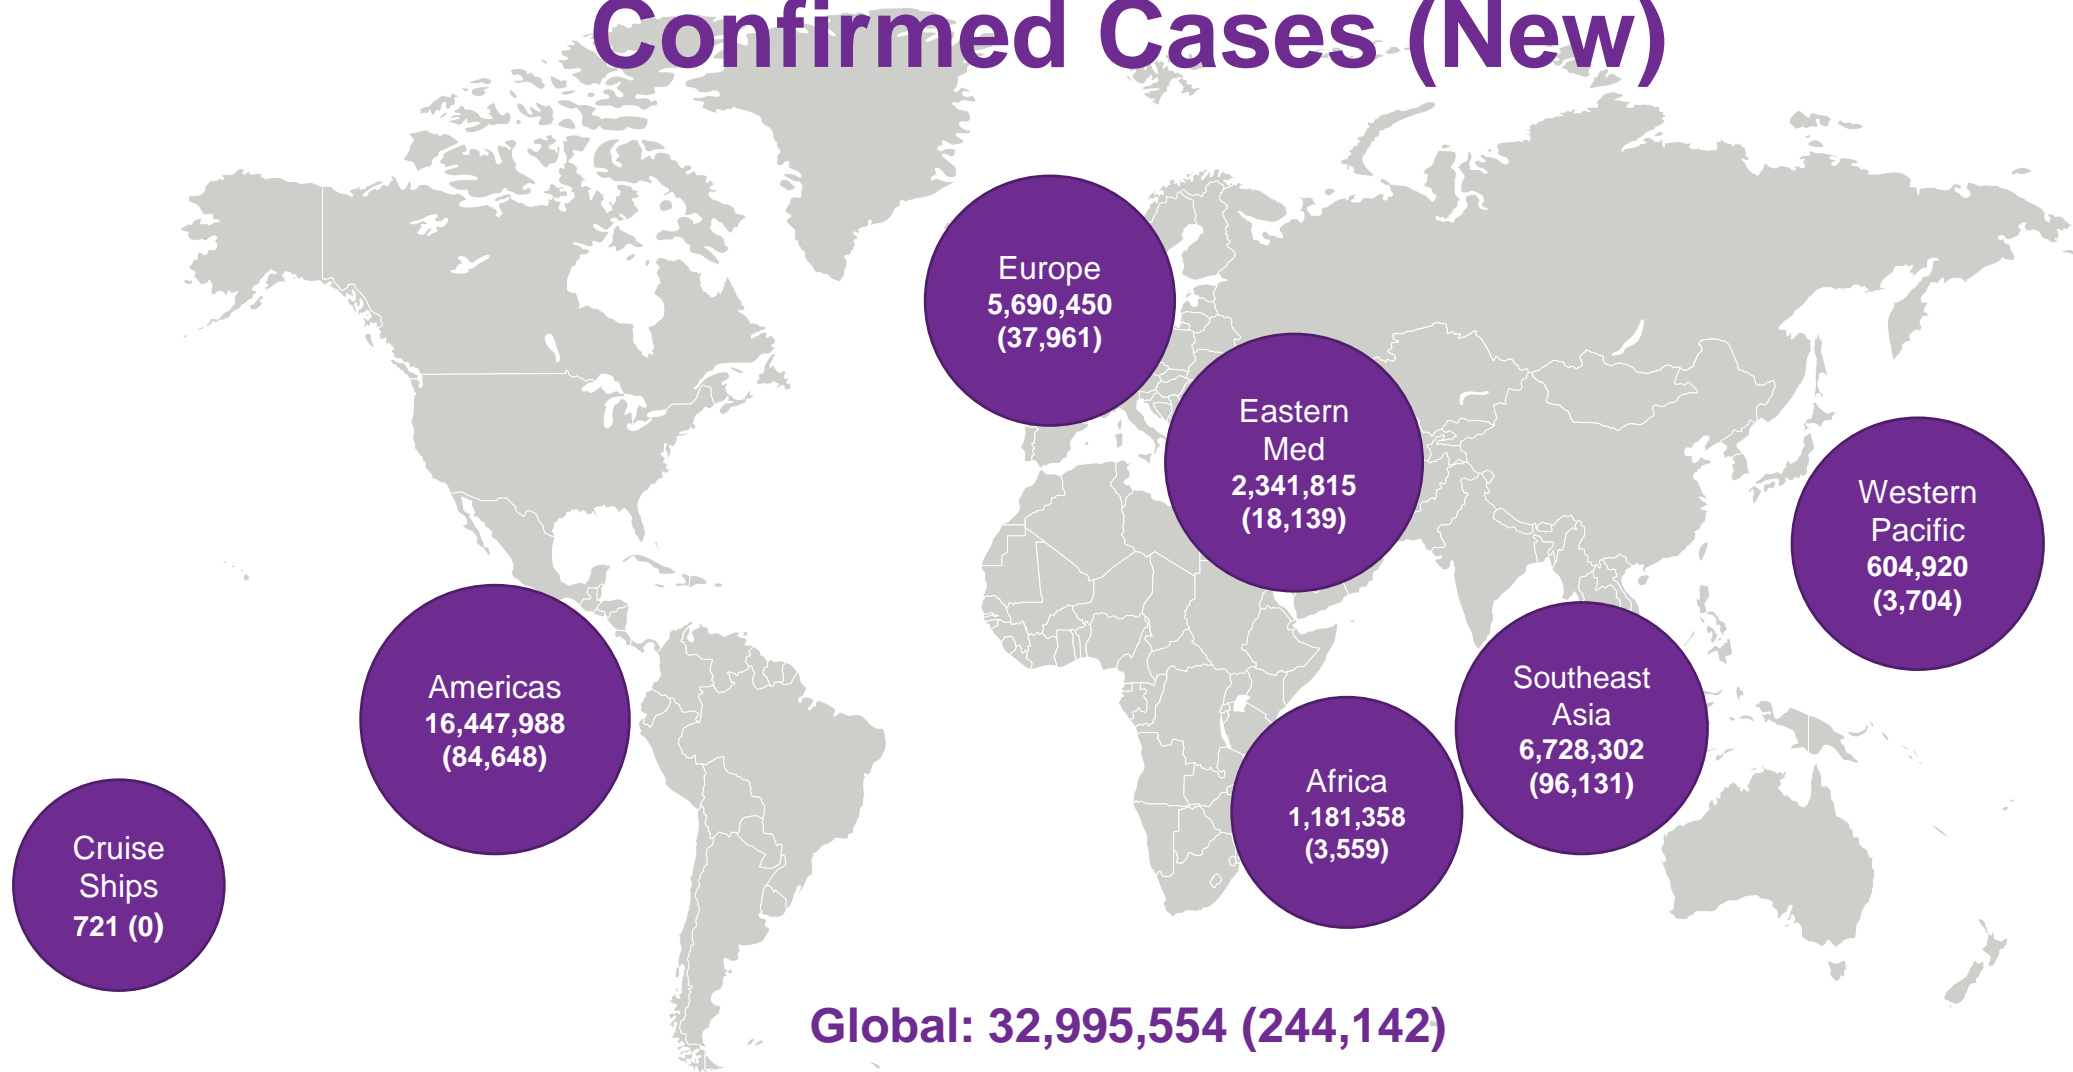 Confirmed Cases (New)
Europe
5,690,450
(37,961)
Eastern
Med
2,341,815
(18,139)
Western
Pacific
604,920
(3,704)
Americas
16,447,988
(84,648)
Southeast
Asia
6,728,302
(96,131)
Africa
1,181,358
(3,559)
Cruise
Ships
721 (0)
Global: 32,995,554 (244,142)